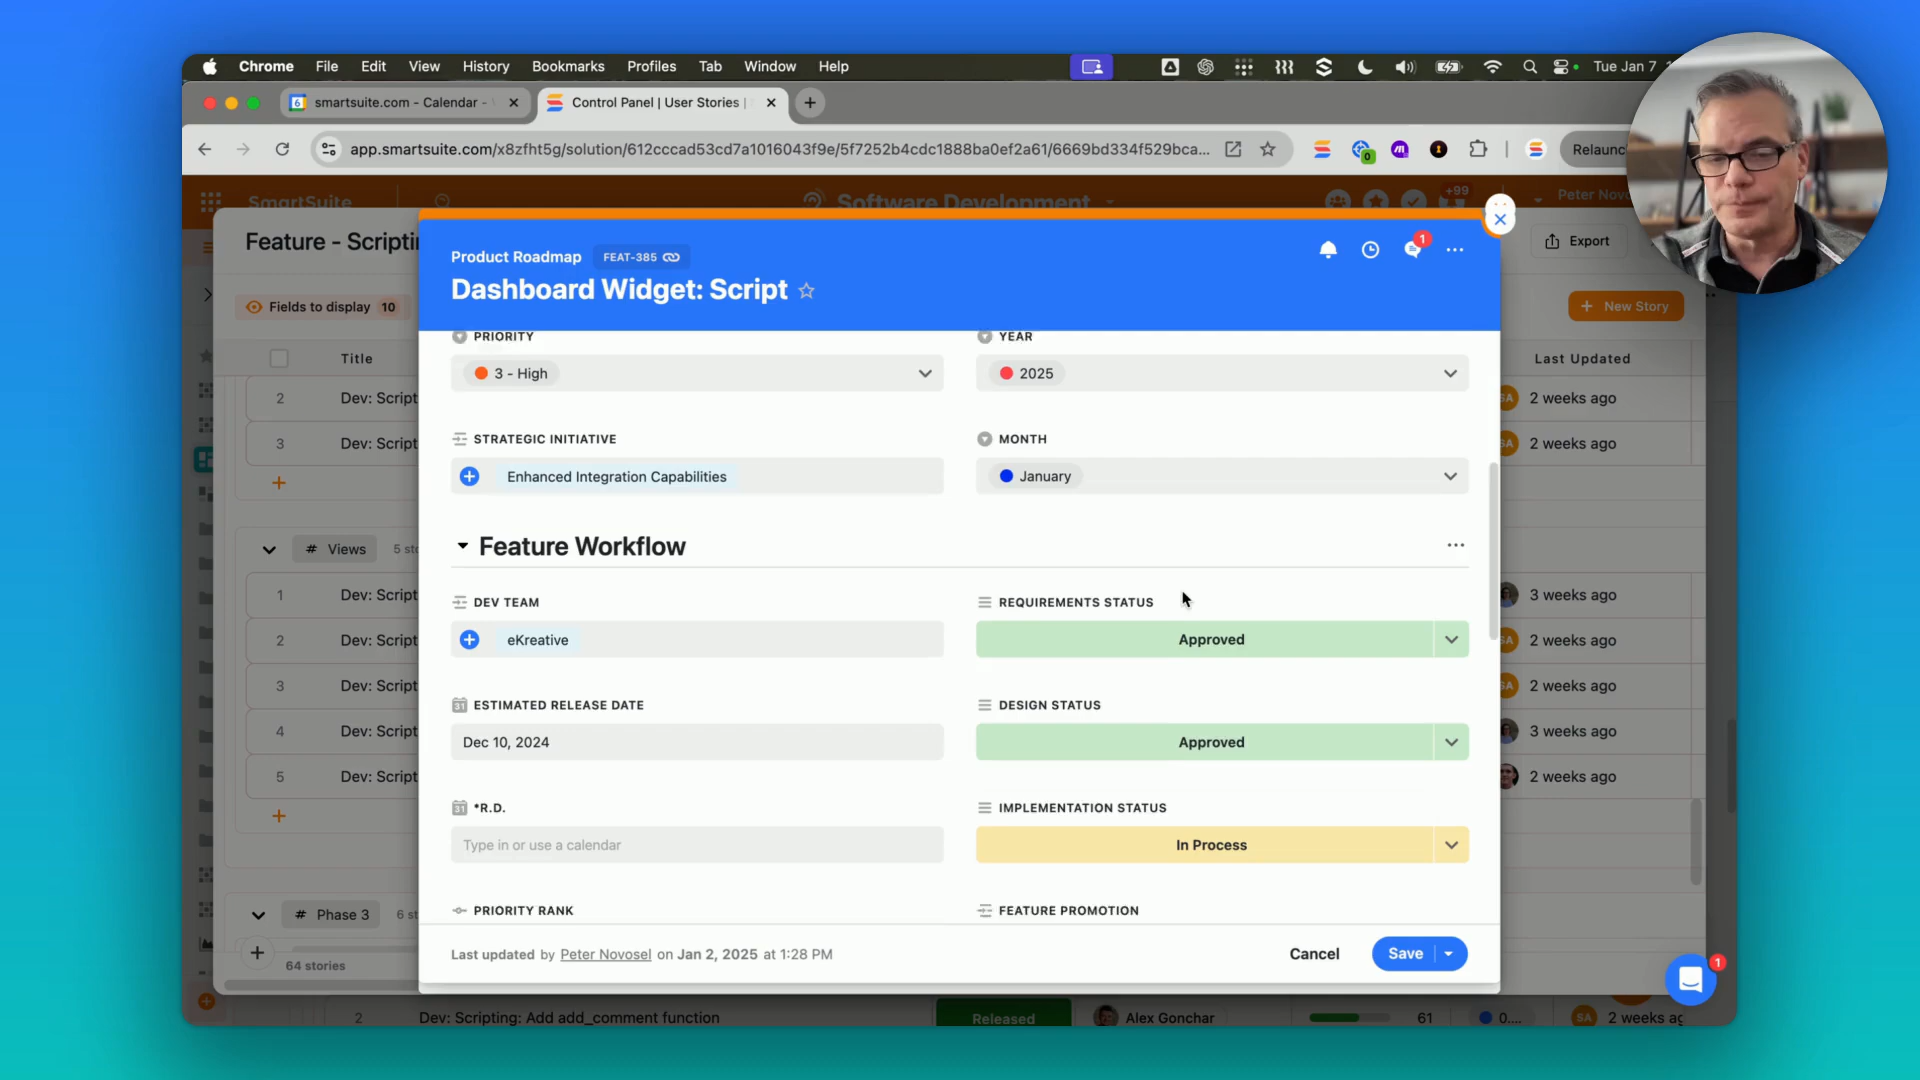 Chrome File Edit View History Bookmarks Profiles Tab Window Help Tue Jan 7
smartsuite.com - Calendar -
Control Panel | User Stories |
app.smartsuite.com/x8zfht5g/solution/612cccad53cd7a1016043f9e/5f7252b4cdc1888ba0ef2a61/6669bd334f529bca...
SmartSuite
Software Development
+99
Feature - Scripti
Export
Fields to display 10
New Story
Title
Last Updated
Product Roadmap FEAT-385
1
Dashboard Widget: Script
PRIORITY
3 - High
YEAR
2025
STRATEGIC INITIATIVE
Enhanced Integration Capabilities
MONTH
January
Feature Workflow
DEV TEAM
eKreative
REQUIREMENTS STATUS
Approved
ESTIMATED RELEASE DATE
Dec 10, 2024
DESIGN STATUS
Approved
*R.D.
Type in or use a calendar
IMPLEMENTATION STATUS
In Process
PRIORITY RANK
FEATURE PROMOTION
Last updated by Peter Novosel on Jan 2, 2025 at 1:28 PM
Cancel
Save
2 Dev: Script 2 weeks ago
3 Dev: Script 2 weeks ago
# Views
1 Dev: Script 3 weeks ago
2 Dev: Script 2 weeks ago
3 Dev: Script 2 weeks ago
4 Dev: Script 3 weeks ago
5 Dev: Script 2 weeks ago
# Phase 3
64 stories
1
2 Dev: Scripting: Add add_comment function Released Alex Gonchar 61 0.... SA 2 weeks